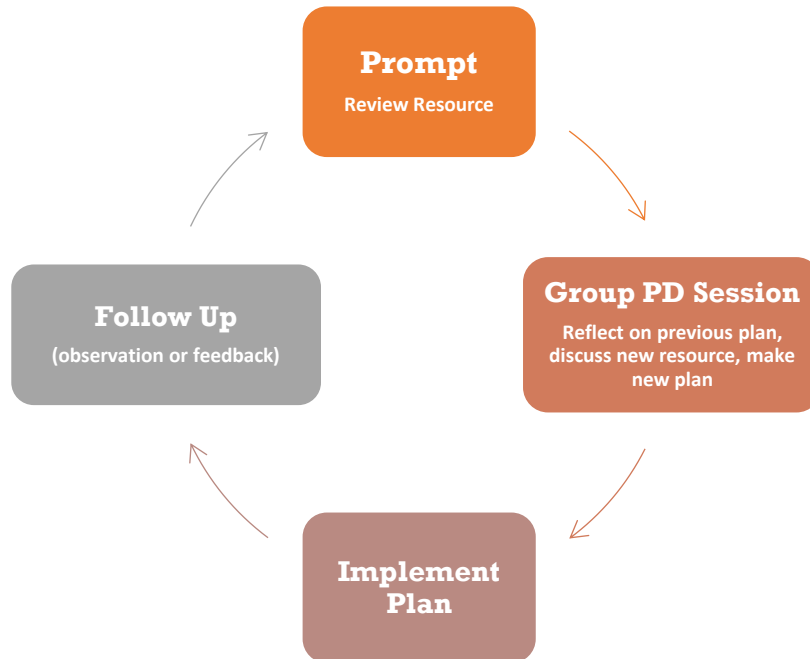 Prompt
Review Resource
Group PD Session
Reflect on previous plan,
discuss new resource, make
new plan
Implement
Plan
Follow Up
(observation or feedback)